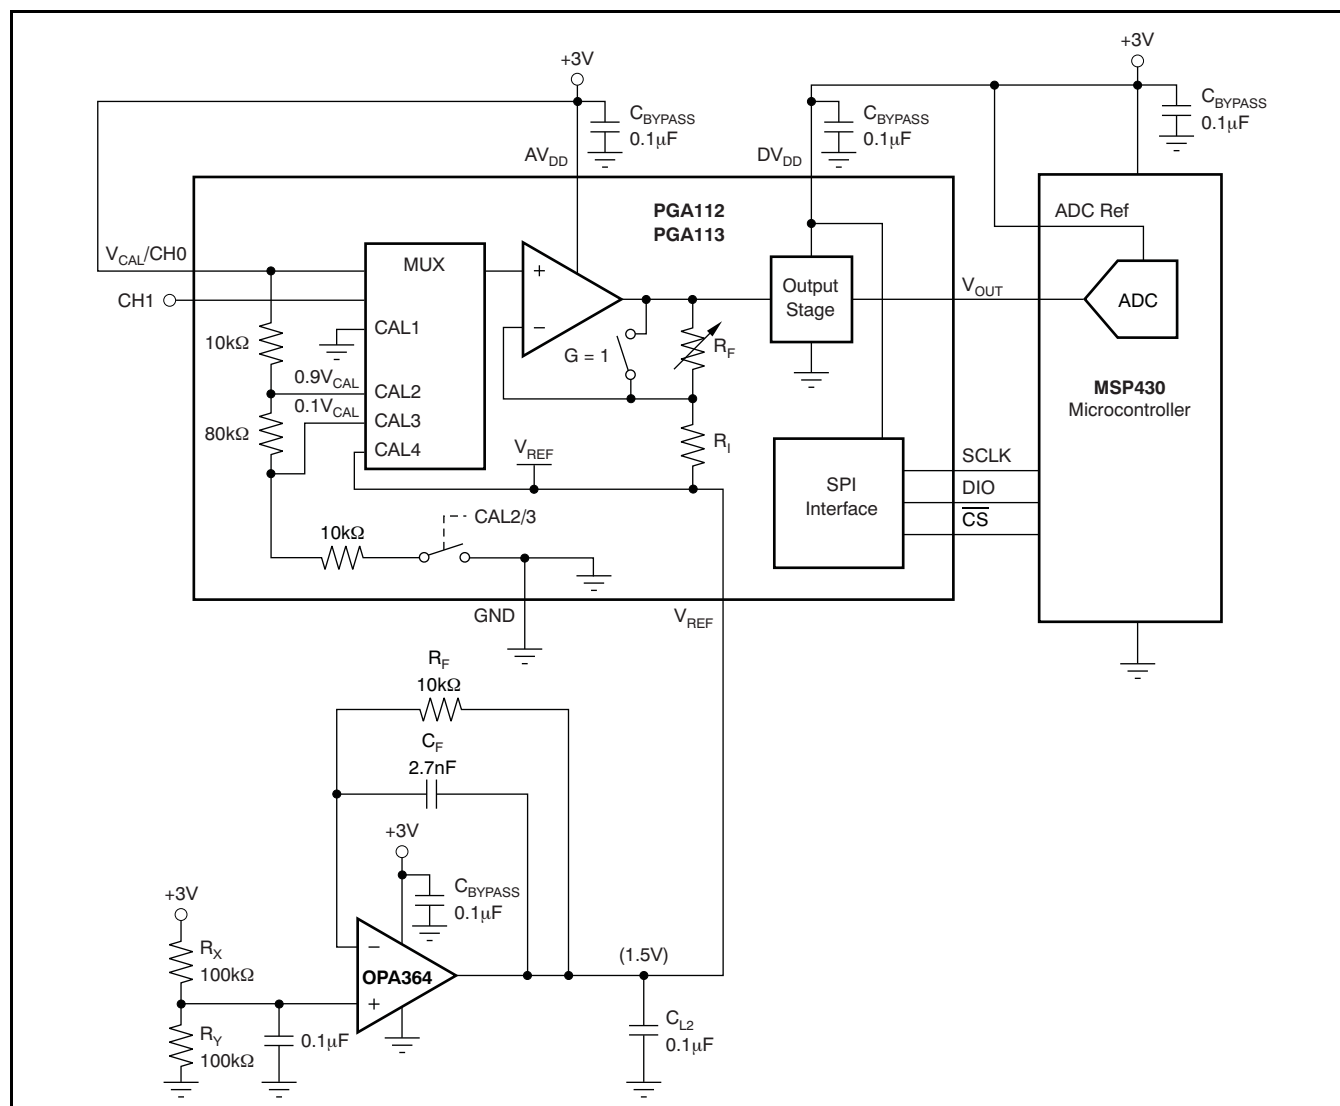 +3V
+3V
C_BYPASS
0.1μF
C_BYPASS
0.1μF
C_BYPASS
0.1μF
AV_DD
DV_DD
PGA112
PGA113
ADC Ref
V_CAL/CH0
MUX
+
CH1
Output
Stage
V_OUT
ADC
CAL1
−
10kΩ
G = 1
R_F
0.9V_CAL
CAL2
0.1V_CAL
CAL3
80kΩ
CAL4
V_REF
R_I
MSP430
Microcontroller
SCLK
SPI
Interface
DIO
CS
CAL2/3
10kΩ
GND
V_REF
R_F
10kΩ
C_F
2.7nF
+3V
C_BYPASS
0.1μF
+3V
R_X
100kΩ
−
OPA364
+
(1.5V)
R_Y
100kΩ
0.1μF
C_L2
0.1μF